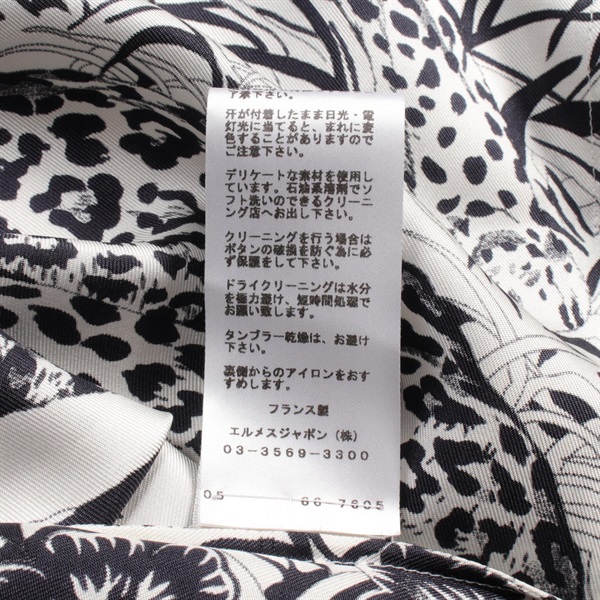 了承下さい。
汗が付着したまま日光・電
灯光に当てると、まれに変
色することがありますので
ご注意下さい。
デリケートな素材を使用し
ています。石油系溶剤でソ
フト洗いのできるクリーニ
ング店へお出し下さい。
クリーニングを行う場合は
ボタンの破損を防ぐ為に必
ず保護をして下さい。
ドライクリーニングは水分
を極力避け、短時間処理で
お願い致します。
タンブラー乾燥は、お避け
下さい。
裏側からのアイロンをおす
すめします。
フランス製
エルメスジャポン（株）
03-3569-3300
05 66-7605